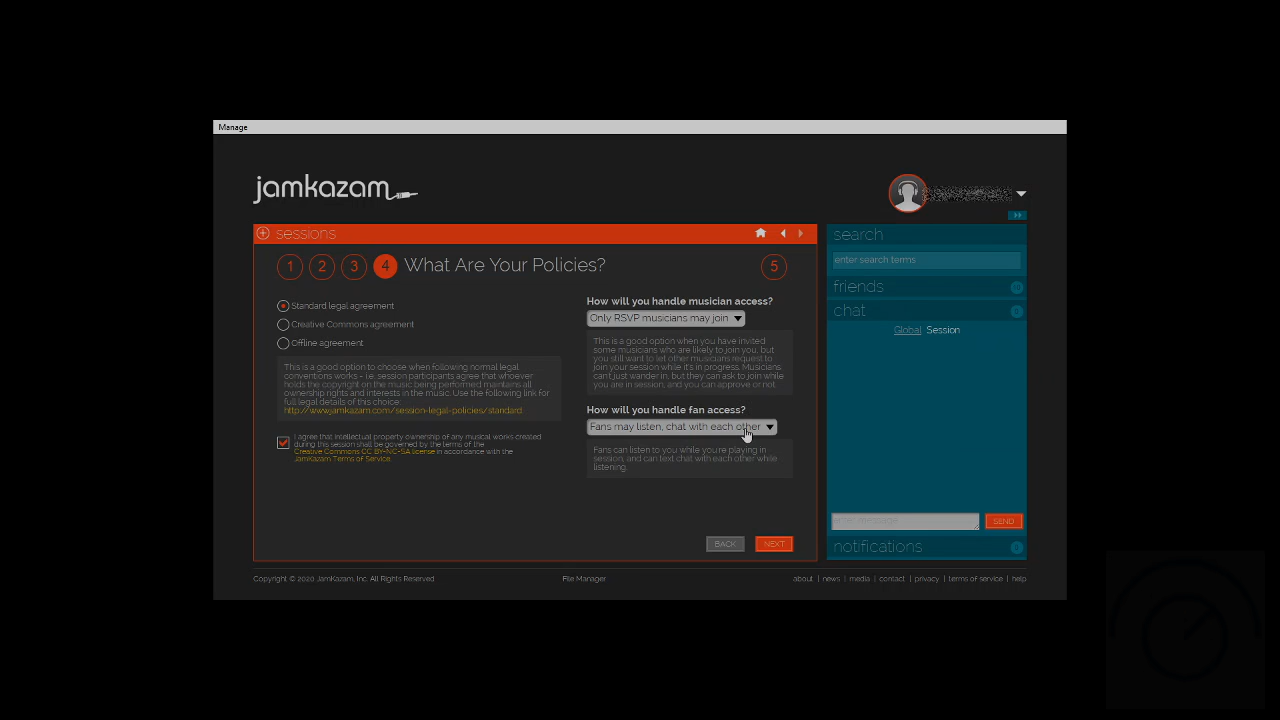 Manage
jamkazam
sessions
1 2 3 4 What Are Your Policies? 5
Standard legal agreement
Creative Commons agreement
Offline agreement
This is a good option to choose when following normal legal
conventions works - i.e. session participants agree that whoever
holds the copyright on the music being performed maintains all
ownership rights and interests in the music. Use the following link for
full legal details of this choice:
http://www.jamkazam.com/session-legal-policies/standard
I agree that intellectual property ownership of any musical works created
during this session shall be governed by the terms of the
Creative Commons CC BY-NC-SA license in accordance with the
JamKazam Terms of Service.
How will you handle musician access?
Only RSVP musicians may join
This is a good option when you have invited
some musicians who are likely to join you, but
you still want to let other musicians request to
join your session while it's in progress. Musicians
can't just wander in, but they can ask to join while
you are in session, and you can approve or not.
How will you handle fan access?
Fans may listen, chat with each other
Fans can listen to you while you're playing in
session, and can text chat with each other while
listening.
BACK NEXT
search
enter search terms
friends
chat
Global Session
SEND
notifications
Copyright © 2020 JamKazam, Inc. All Rights Reserved
File Manager
about | news | media | contact | privacy | terms of service | help